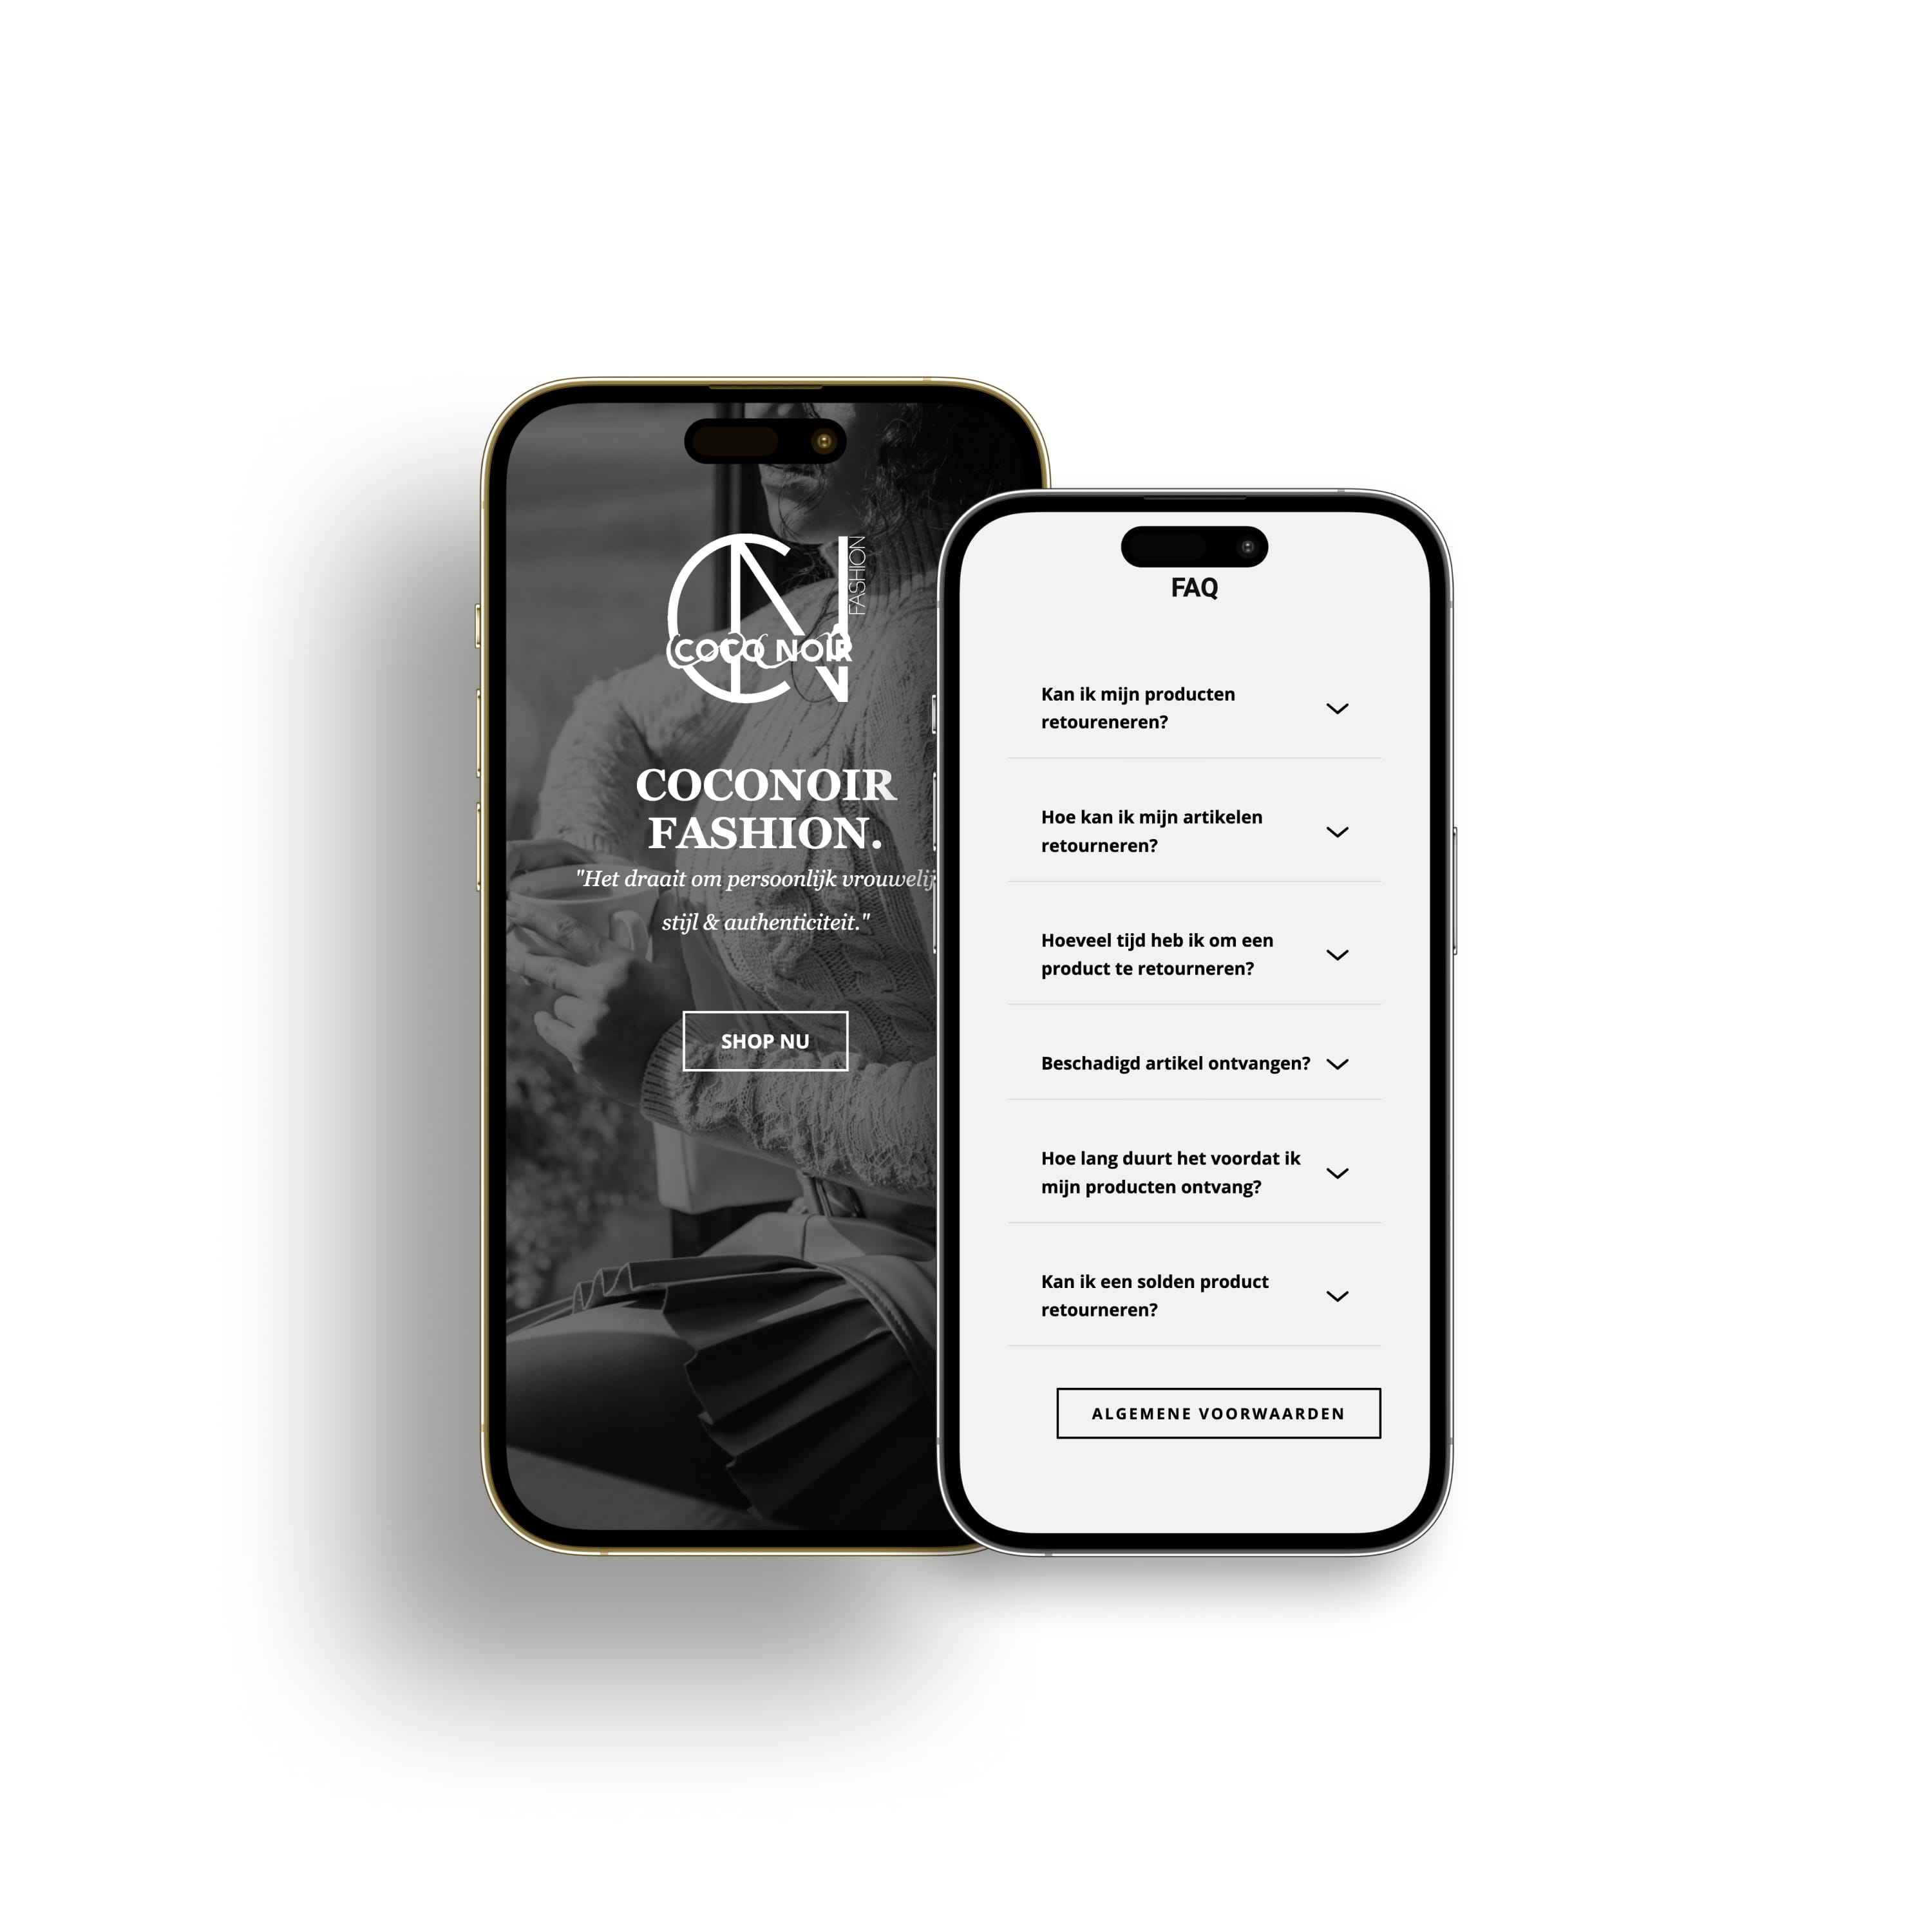 FASHION
COCO NOIR
COCONOIR
FASHION.
"Het draait om persoonlijk
stijl & authenticiteit."
SHOP NU
FAQ
Kan ik mijn producten
retoureneren?
Hoe kan ik mijn artikelen
retourneren?
Hoeveel tijd heb ik om een
product te retourneren?
Beschadigd artikel ontvangen?
Hoe lang duurt het voordat ik
mijn producten ontvang?
Kan ik een solden product
retourneren?
ALGEMENE VOORWAARDEN